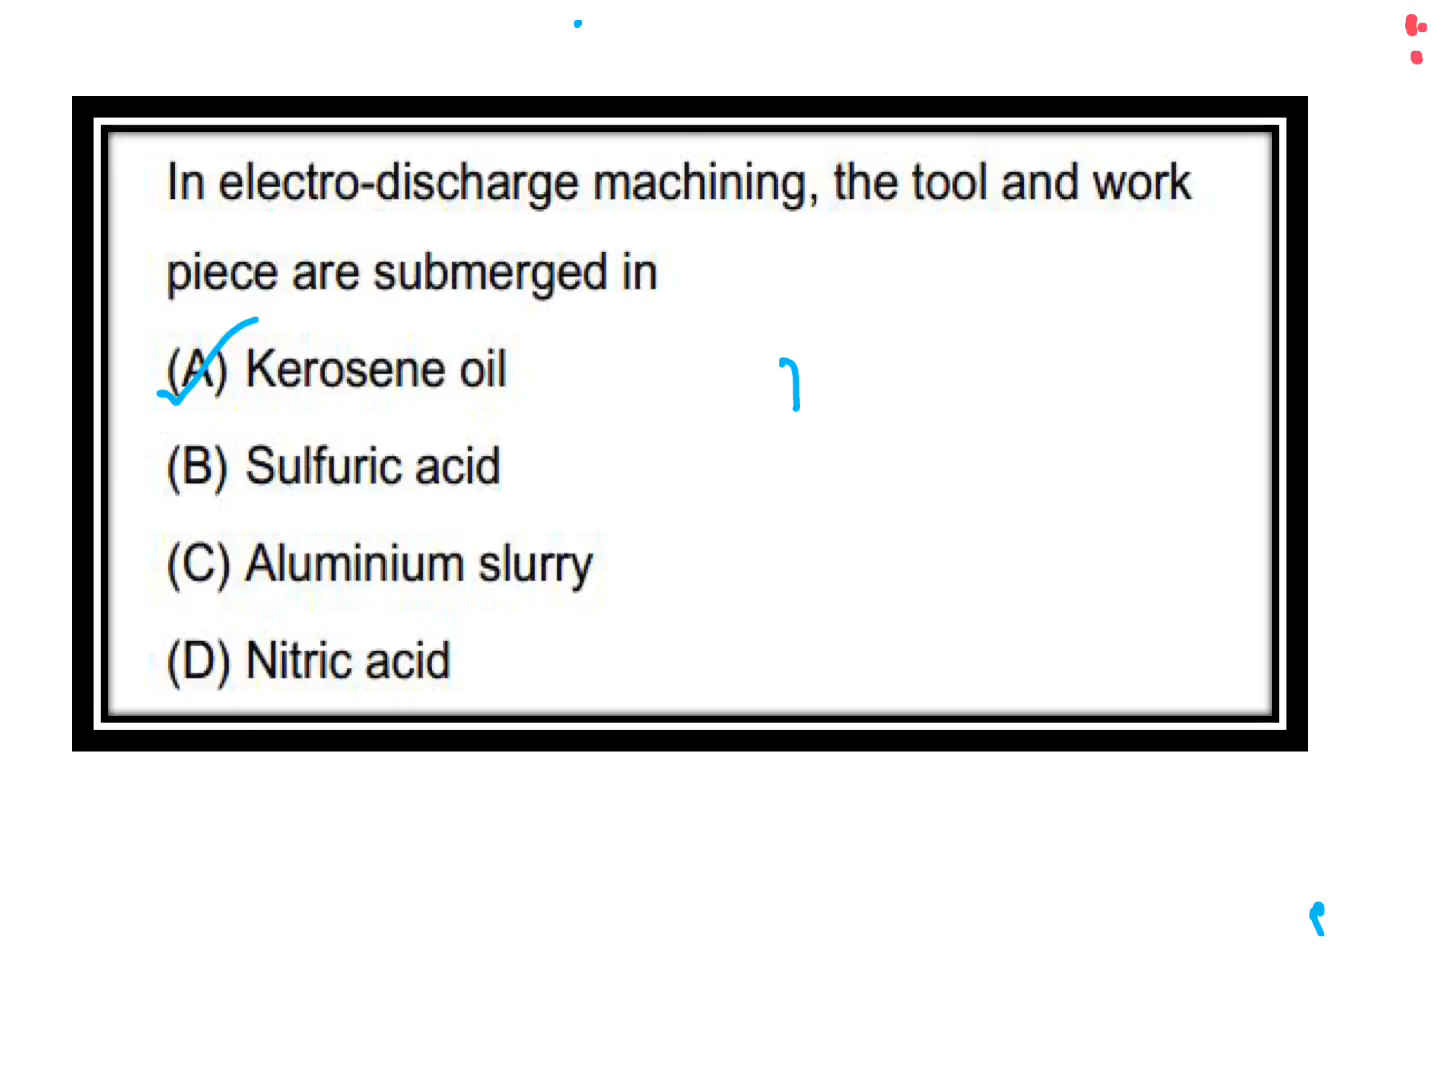 In electro-discharge machining, the tool and work
piece are submerged in
(A) Kerosene oil
(B) Sulfuric acid
(C) Aluminium slurry
(D) Nitric acid